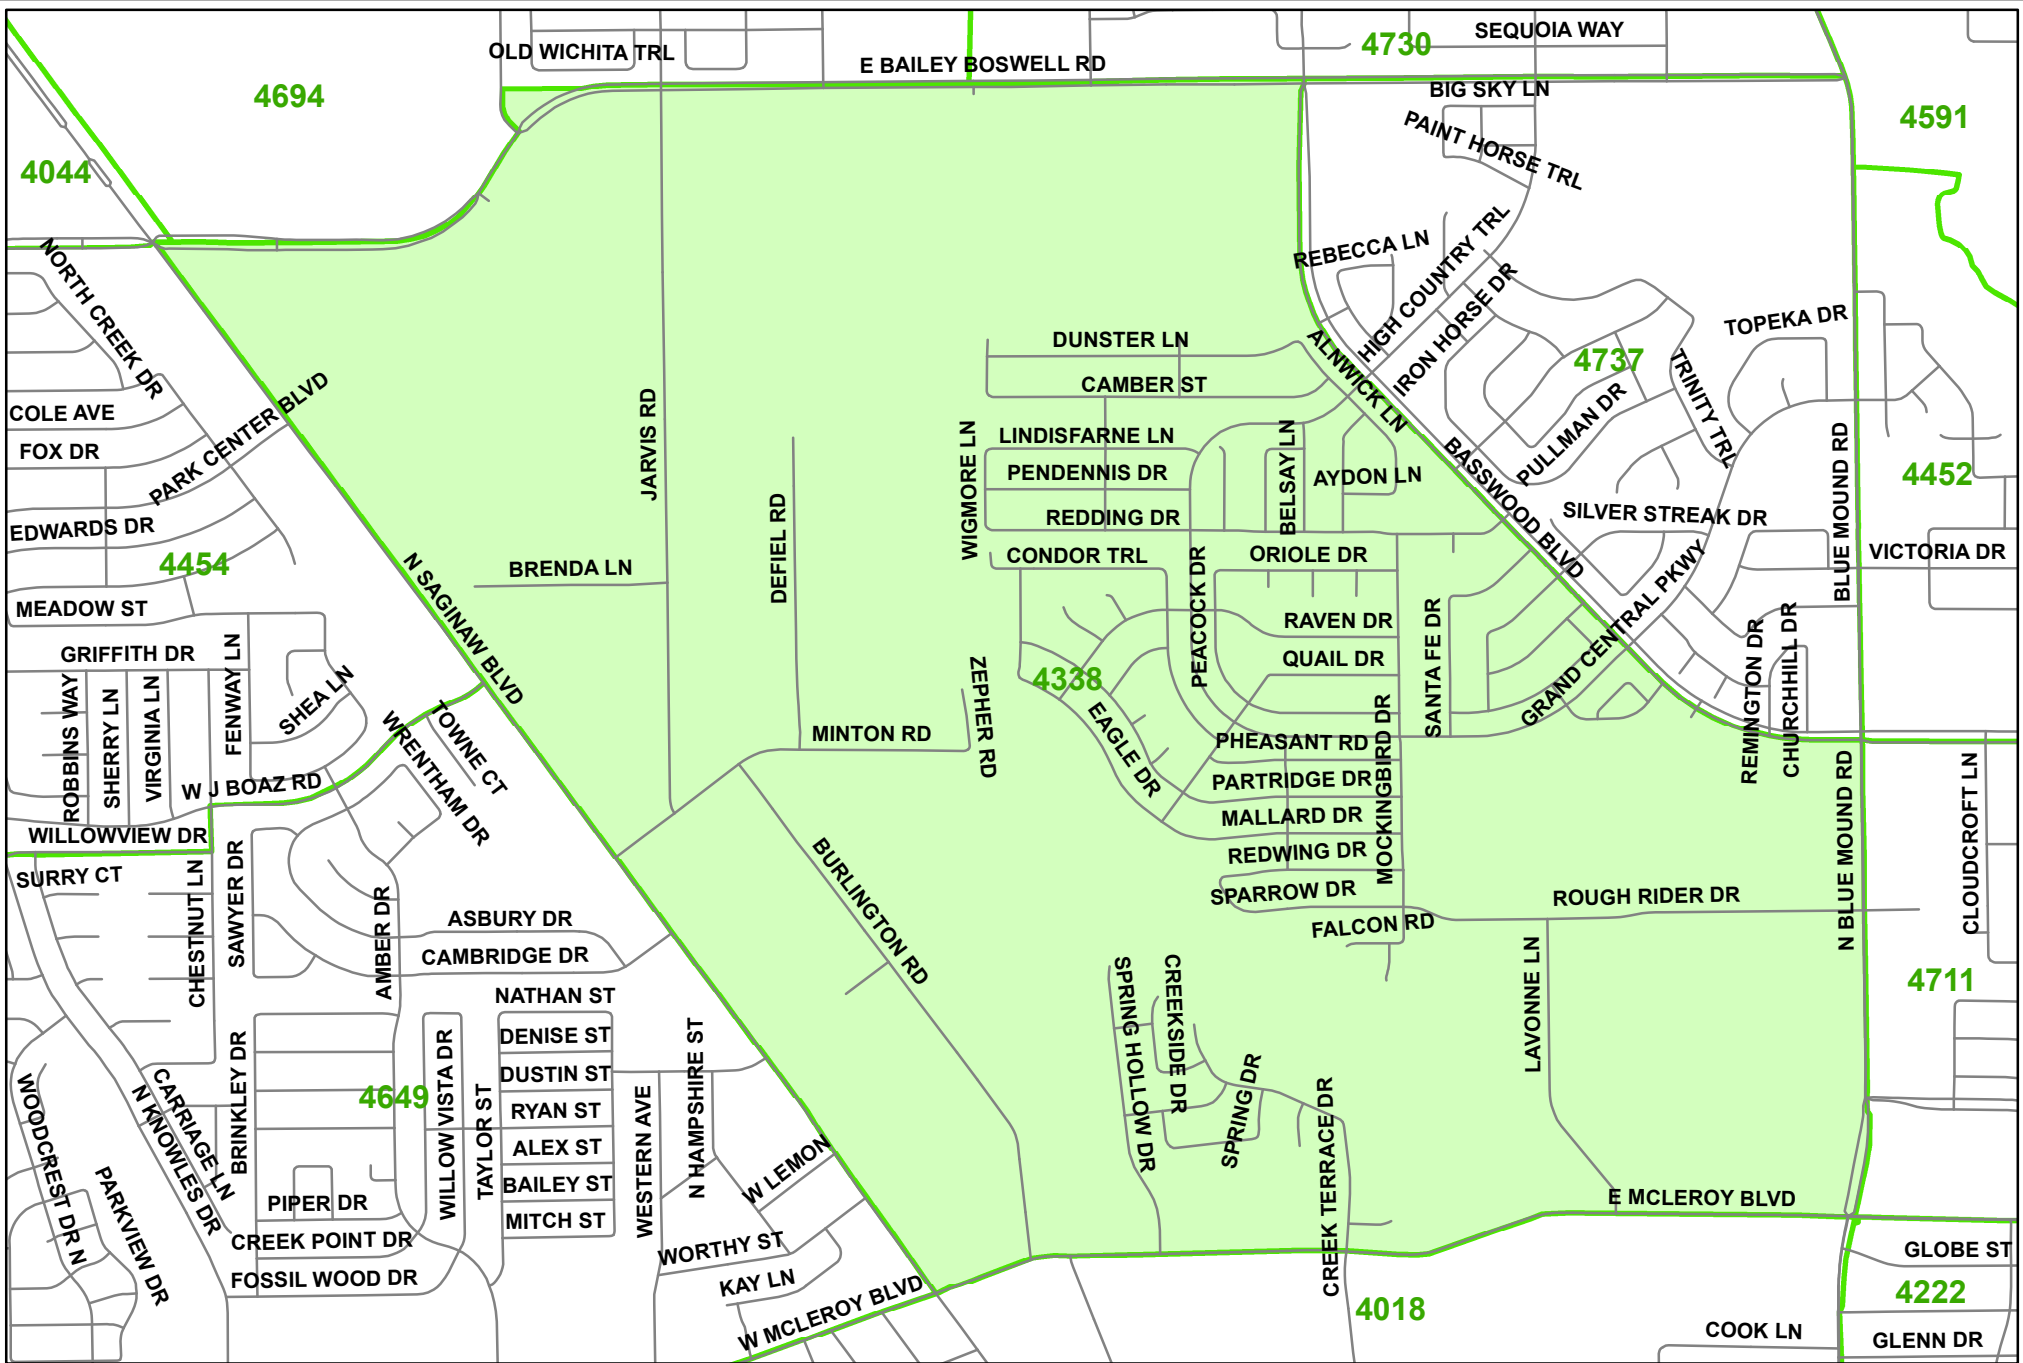 OLD WICHITA TRL
E BAILEY BOSWELL RD
4730
SEQUOIA WAY
4694
BIG SKY LN
4591
PAINT HORSE TRL
4044
NORTH CREEK DR
REBECCA LN
HIGH COUNTRY TRL
IRON HORSE DR
TOPEKA DR
DUNSTER LN
ALNWICK LN
4737
TRINITY TRL
CAMBER ST
PULLMAN DR
COLE AVE
PARK CENTER BLVD
JARVIS RD
FOX DR
LINDISFARNE LN
WIGMORE LN
BELSAY LN
PENDENNIS DR
AYDON LN
BASSWOOD BLVD
BLUE MOUND RD
4452
EDWARDS DR
DEFIEL RD
REDDING DR
SILVER STREAK DR
VICTORIA DR
4454
N SAGINAW BLVD
BRENDA LN
CONDOR TRL
PEACOCK DR
ORIOLE DR
MEADOW ST
RAVEN DR
SANTA FE DR
GRAND CENTRAL PKWY
GRIFFITH DR
FENWAY LN
QUAIL DR
REMINGTON DR
CHURCHHILL DR
ROBBINS WAY
SHERRY LN
VIRGINIA LN
SHEA LN
4338
ZEPHER RD
EAGLE DR
WRENTHAM DR
TOWNE CT
MINTON RD
PHEASANT RD
MOCKINGBIRD DR
W J BOAZ RD
PARTRIDGE DR
WILLOWVIEW DR
MALLARD DR
N BLUE MOUND RD
CLOUDCROFT LN
SURRY CT
REDWING DR
BURLINGTON RD
SPARROW DR
ROUGH RIDER DR
CHESTNUT LN
SAWYER DR
AMBER DR
ASBURY DR
FALCON RD
CAMBRIDGE DR
LAVONNE LN
4711
NATHAN ST
SPRING HOLLOW DR
CREEKSIDE DR
DENISE ST
DUSTIN ST
N HAMPSHIRE ST
WOODCREST DR N
CARRIAGE LN
N KNOWLES DR
BRINKLEY DR
4649
WILLOW VISTA DR
TAYLOR ST
RYAN ST
WESTERN AVE
SPRING DR
CREEK TERRACE DR
ALEX ST
W LEMON
PARKVIEW DR
BAILEY ST
PIPER DR
MITCH ST
E MCLEROY BLVD
CREEK POINT DR
WORTHY ST
GLOBE ST
FOSSIL WOOD DR
KAY LN
4222
W MCLEROY BLVD
4018
COOK LN
GLENN DR